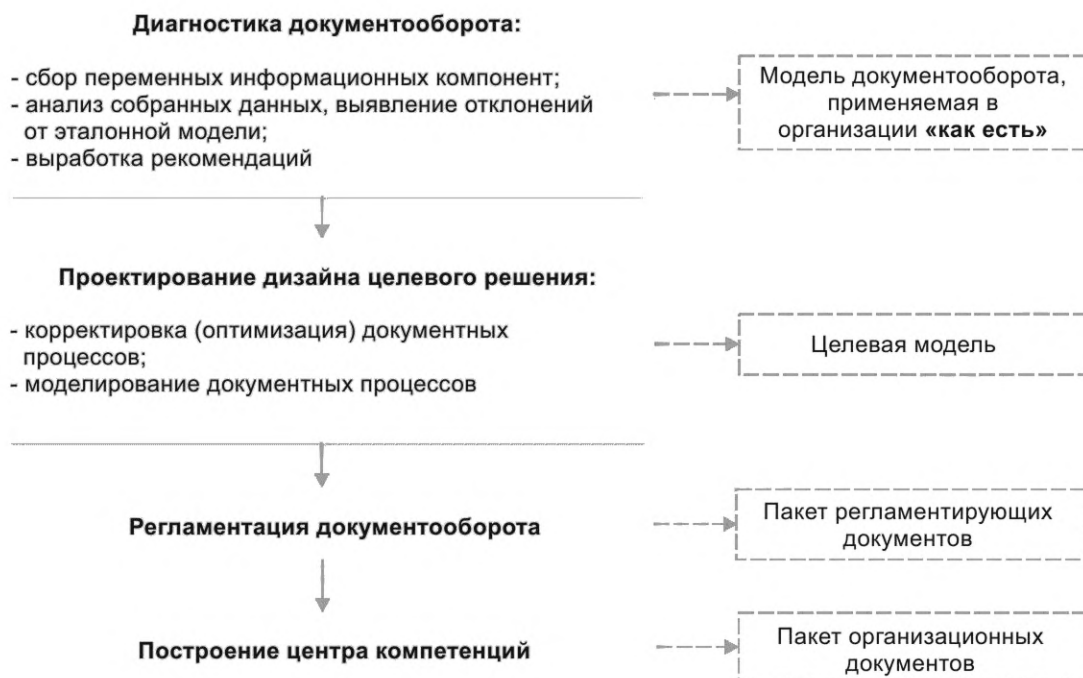 Диагностика документооборота:
- сбор переменных информационных компонент;
- анализ собранных данных, выявление отклонений
от эталонной модели;
- выработка рекомендаций
Модель документооборота,
применяемая в
организации «как есть»
Проектирование дизайна целевого решения:
- корректировка (оптимизация) документных
процессов;
- моделирование документных процессов
Целевая модель
Регламентация документооборота
Пакет регламентирующих
документов
Построение центра компетенций
Пакет организационных
документов